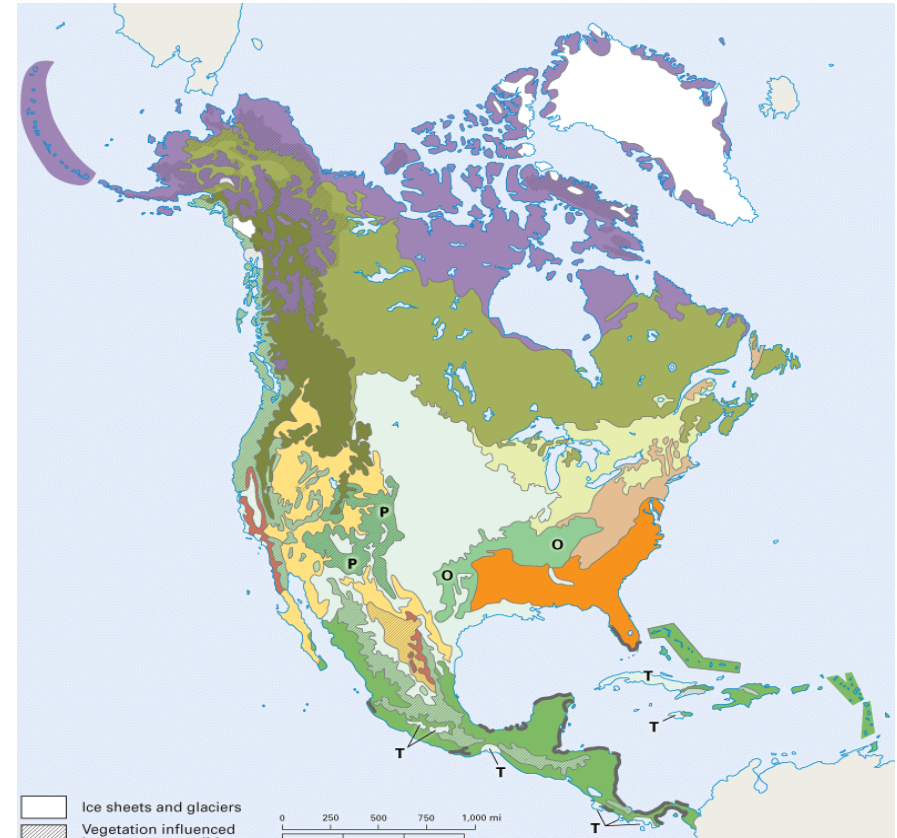 P
P
O
O
T
T
T
T
T
Ice sheets and glaciers
Vegetation influenced
0 250 500 750 1,000 mi